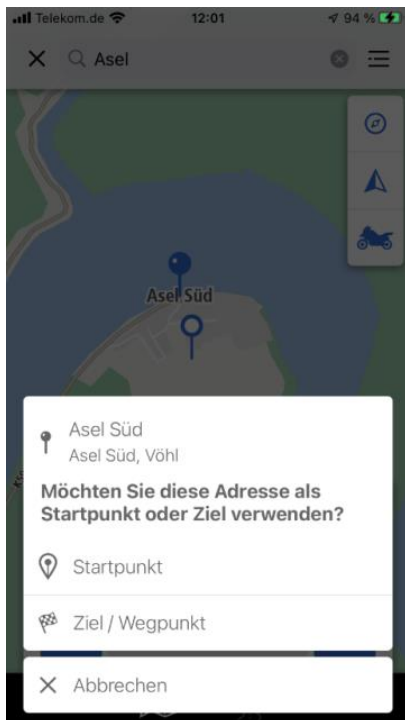 Telekom.de 12:01 94 %
Asel
Asel Süd
Asel Süd
Asel Süd, Vöhl
Möchten Sie diese Adresse als
Startpunkt oder Ziel verwenden?
Startpunkt
Ziel / Wegpunkt
Abbrechen